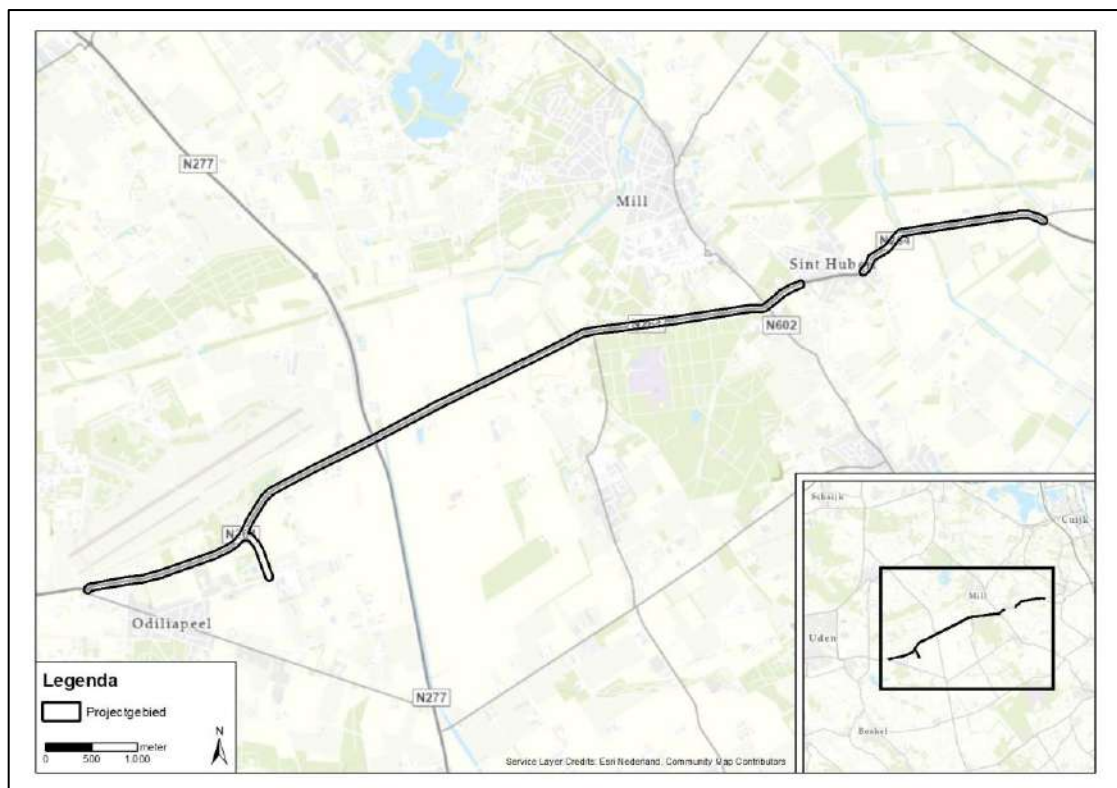 N277
Mill
Sint Huber
N602
Odiliapeel
N277
Legenda
Projectgebied
meter
0 500 1.000
N
Schaijk
Cuijk
Mill
Uden
Boekel
Service Layer Credits: Esri Nederland, Community Map Contributors